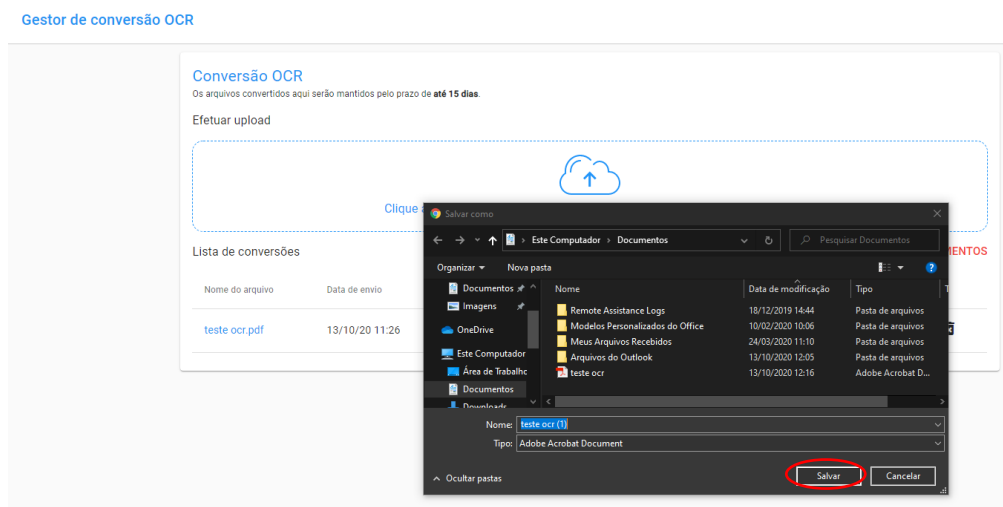 Gestor de conversão OCR
Conversão OCR
Os arquivos convertidos aqui serão mantidos pelo prazo de até 15 dias.
Efetuar upload
Clique
Lista de conversões
MENTOS
Nome do arquivo Data de envio
teste ocr.pdf 13/10/20 11:26
Salvar como
Este Computador › Documentos
Pesquisar Documentos
Organizar Nova pasta
Documentos
Imagens
OneDrive
Este Computador
Área de Trabalho
Documentos
Downloads
Nome Data de modificação Tipo T
Remote Assistance Logs 18/12/2019 14:44 Pasta de arquivos
Modelos Personalizados do Office 10/02/2020 10:06 Pasta de arquivos
Meus Arquivos Recebidos 24/03/2020 11:10 Pasta de arquivos
Arquivos do Outlook 13/10/2020 12:05 Pasta de arquivos
teste ocr 13/10/2020 12:16 Adobe Acrobat D...
Nome: teste ocr (1)
Tipo: Adobe Acrobat Document
Ocultar pastas
Salvar Cancelar